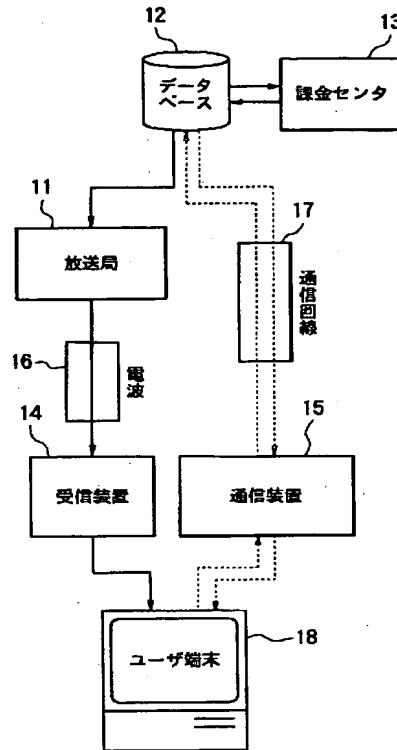 12
13
データ
ベース
課金センタ
11
17
放送局
通信回線
16
電波
14
15
受信装置
通信装置
ユーザ端末
18